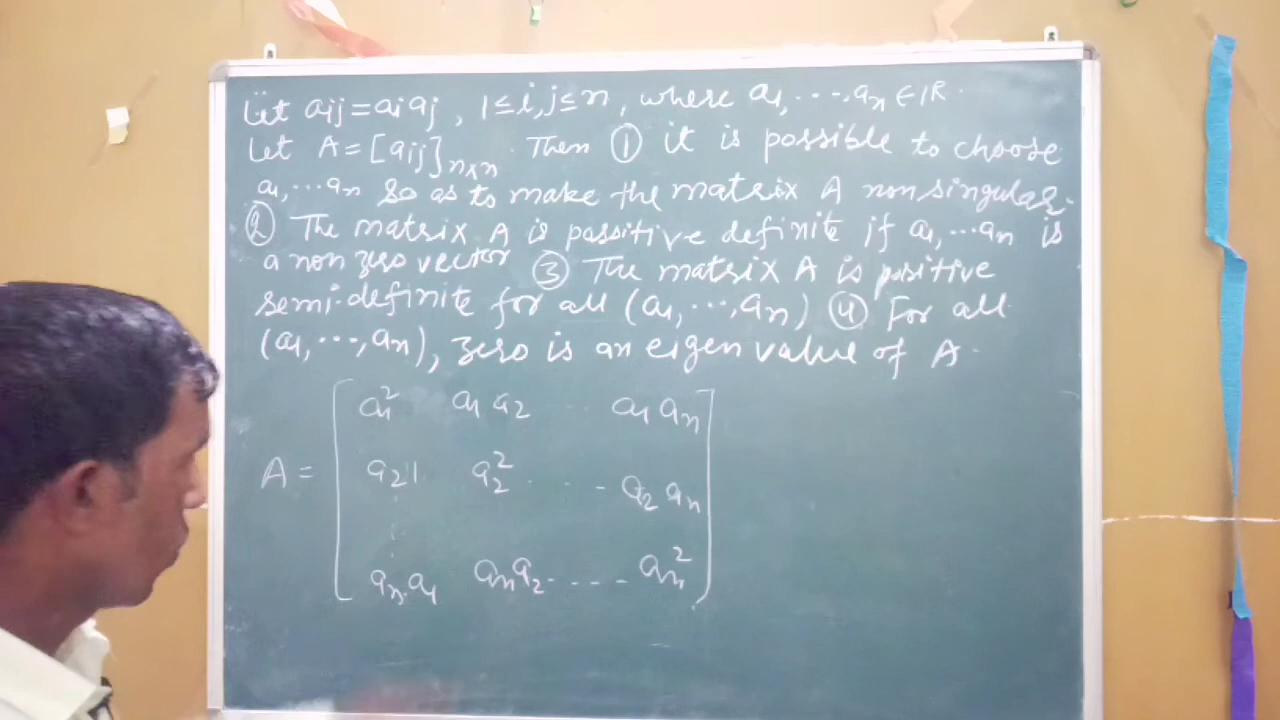 Let aij = ai aj, 1≤i,j≤n, where a1, ..., an ∈ IR.
Let A = [aij]n×n. Then ① it is possible to choose
a1, ... an so as to make the matrix A non singular.
② The matrix A is passitive definite if a1, ... an is
a non zero vector ③ The matrix A is positive
semi-definite for all (a1, ..., an) ④ For all
(a1, ..., an), zero is an eigen value of A.
a1² a1 a2 .. a1 an
A = a21 a2² ... a2 an
an a1 an a2 ..... an²